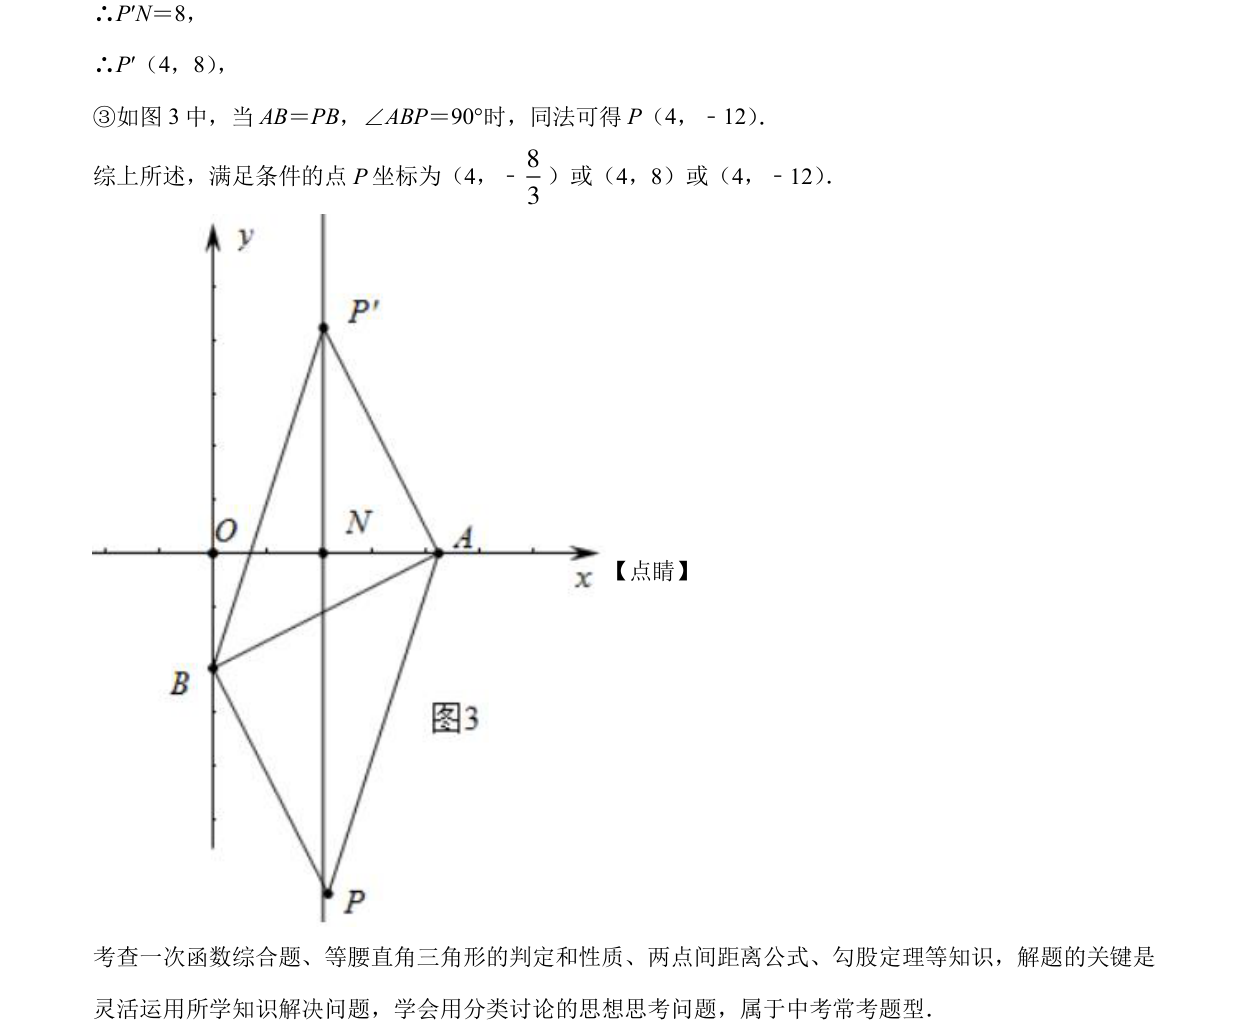 ∴P′N＝8，
∴P′（4，8），
③如图 3 中，当 AB＝PB，∠ABP＝90°时，同法可得 P（4，﹣12）．
综上所述，满足条件的点 P 坐标为（4，﹣8/3）或（4，8）或（4，﹣12）．
y
P′
O
N
A
x
【点睛】
B
图3
P
考查一次函数综合题、等腰直角三角形的判定和性质、两点间距离公式、勾股定理等知识，解题的关键是
灵活运用所学知识解决问题，学会用分类讨论的思想思考问题，属于中考常考题型．